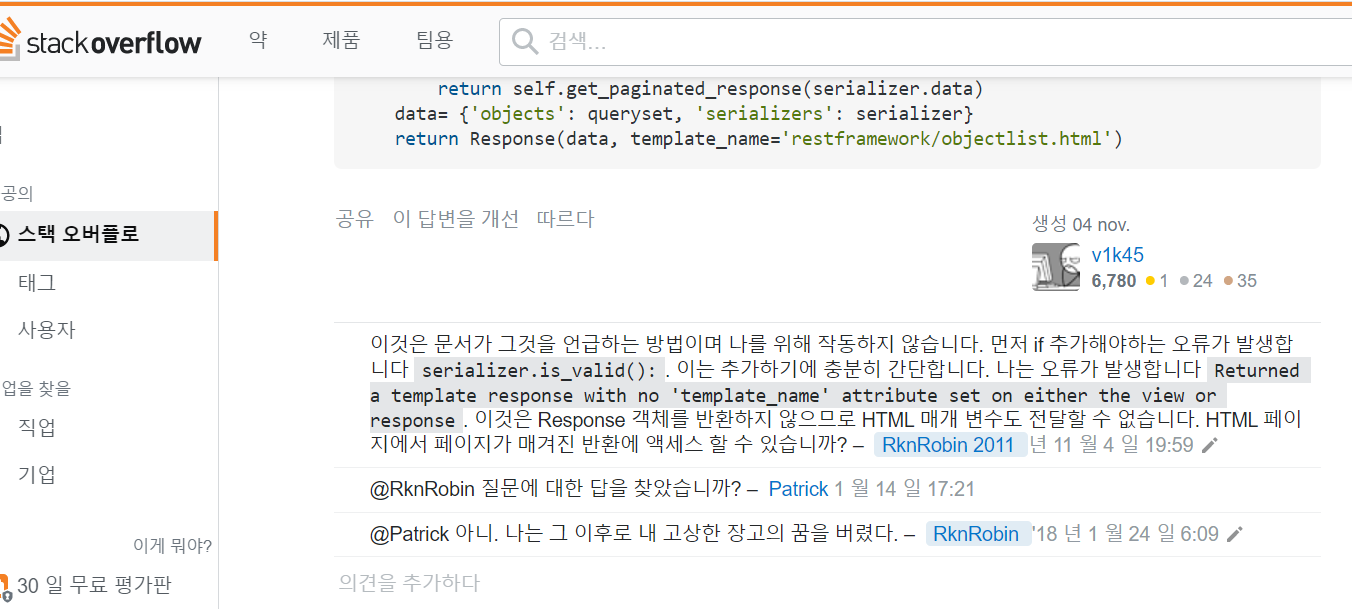 stackoverflow 약 제품 팀용 검색...
return self.get_paginated_response(serializer.data)
data= {'objects': queryset, 'serializers': serializer}
return Response(data, template_name='restframework/objectlist.html')
공의
스택 오버플로
태그
사용자
업을 찾을
직업
기업
이게 뭐야?
30 일 무료 평가판
공유 이 답변을 개선 따르다
생성 04 nov.
v1k45
6,780 1 24 35
이것은 문서가 그것을 언급하는 방법이며 나를 위해 작동하지 않습니다. 먼저 if 추가해야하는 오류가 발생합
니다 serializer.is_valid(): . 이는 추가하기에 충분히 간단합니다. 나는 오류가 발생합니다 Returned
a template response with no 'template_name' attribute set on either the view or
response . 이것은 Response 객체를 반환하지 않으므로 HTML 매개 변수도 전달할 수 없습니다. HTML 페이
지에서 페이지가 매겨진 반환에 액세스 할 수 있습니까? – RknRobin 2011 년 11 월 4 일 19:59
@RknRobin 질문에 대한 답을 찾았습니까? – Patrick 1 월 14 일 17:21
@Patrick 아니. 나는 그 이후로 내 고상한 장고의 꿈을 버렸다. – RknRobin '18 년 1 월 24 일 6:09
의견을 추가하다